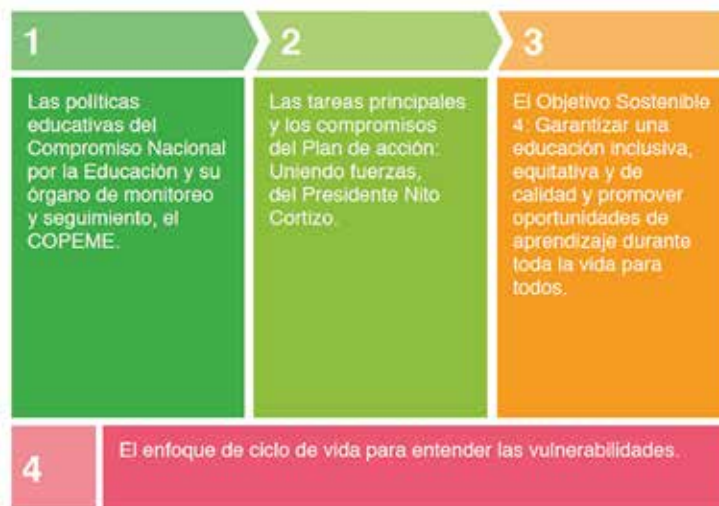 1
Las políticas
educativas del
Compromiso Nacional
por la Educación y su
órgano de monitoreo
y seguimiento, el
COPEME.
2
Las tareas principales
y los compromisos
del Plan de acción:
Uniendo fuerzas,
del Presidente Nito
Cortizo.
3
El Objetivo Sostenible
4: Garantizar una
educación inclusiva,
equitativa y de
calidad y promover
oportunidades de
aprendizaje durante
toda la vida para
todos.
4
El enfoque de ciclo de vida para entender las vulnerabilidades.